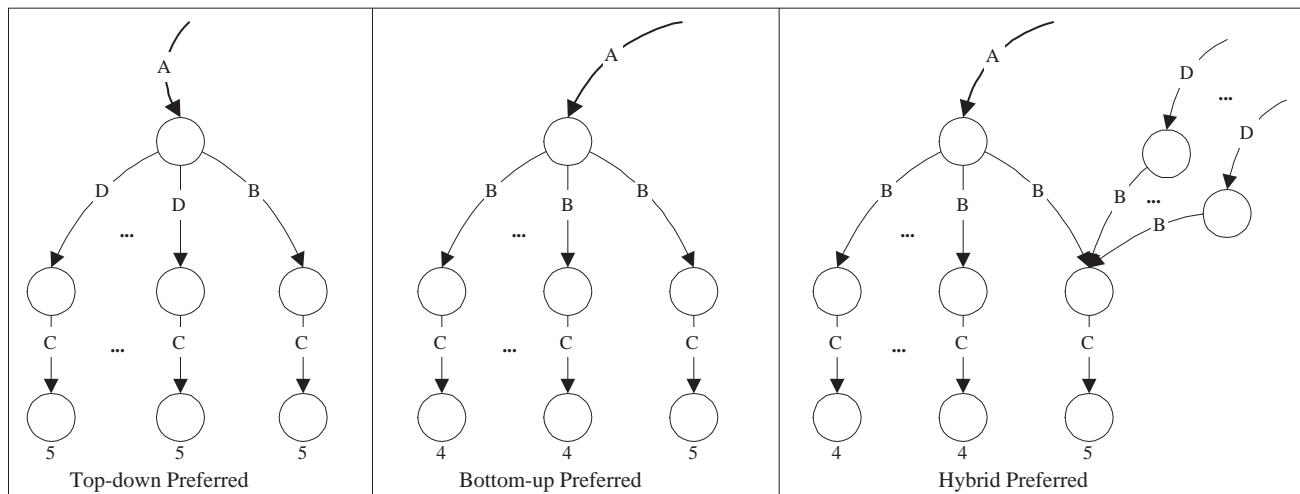 A A A D
... D
D D B B B B B B B ... B
B
... ... ...
C C C C C C C C C
... ... ...
5 5 5 4 4 5 4 4 5
Top-down Preferred Bottom-up Preferred Hybrid Preferred